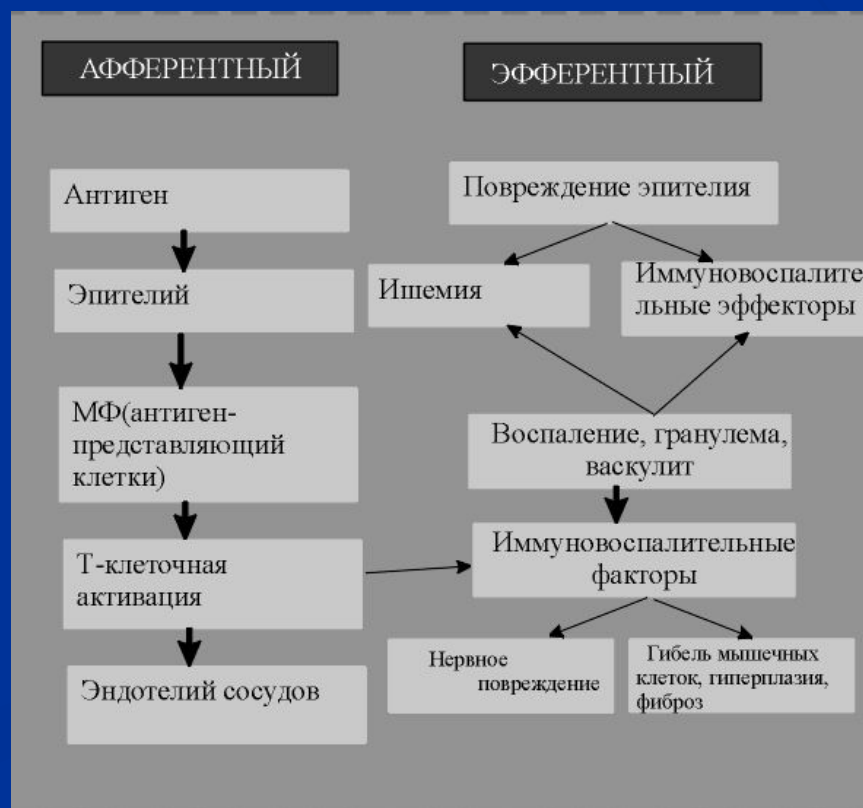 АФФЕРЕНТНЫЙ
Антиген
Эпителий
МФ(антиген-
представляющий
клетки)
Т-клеточная
активация
Эндотелий сосудов
ЭФФЕРЕНТНЫЙ
Повреждение эпителия
Ишемия
Иммуновоспалите
льные эффекторы
Воспаление, гранулема,
васкулит
Иммуновоспалительные
факторы
Нервное
повреждение
Гибель мышечных
клеток, гиперплазия,
фиброз